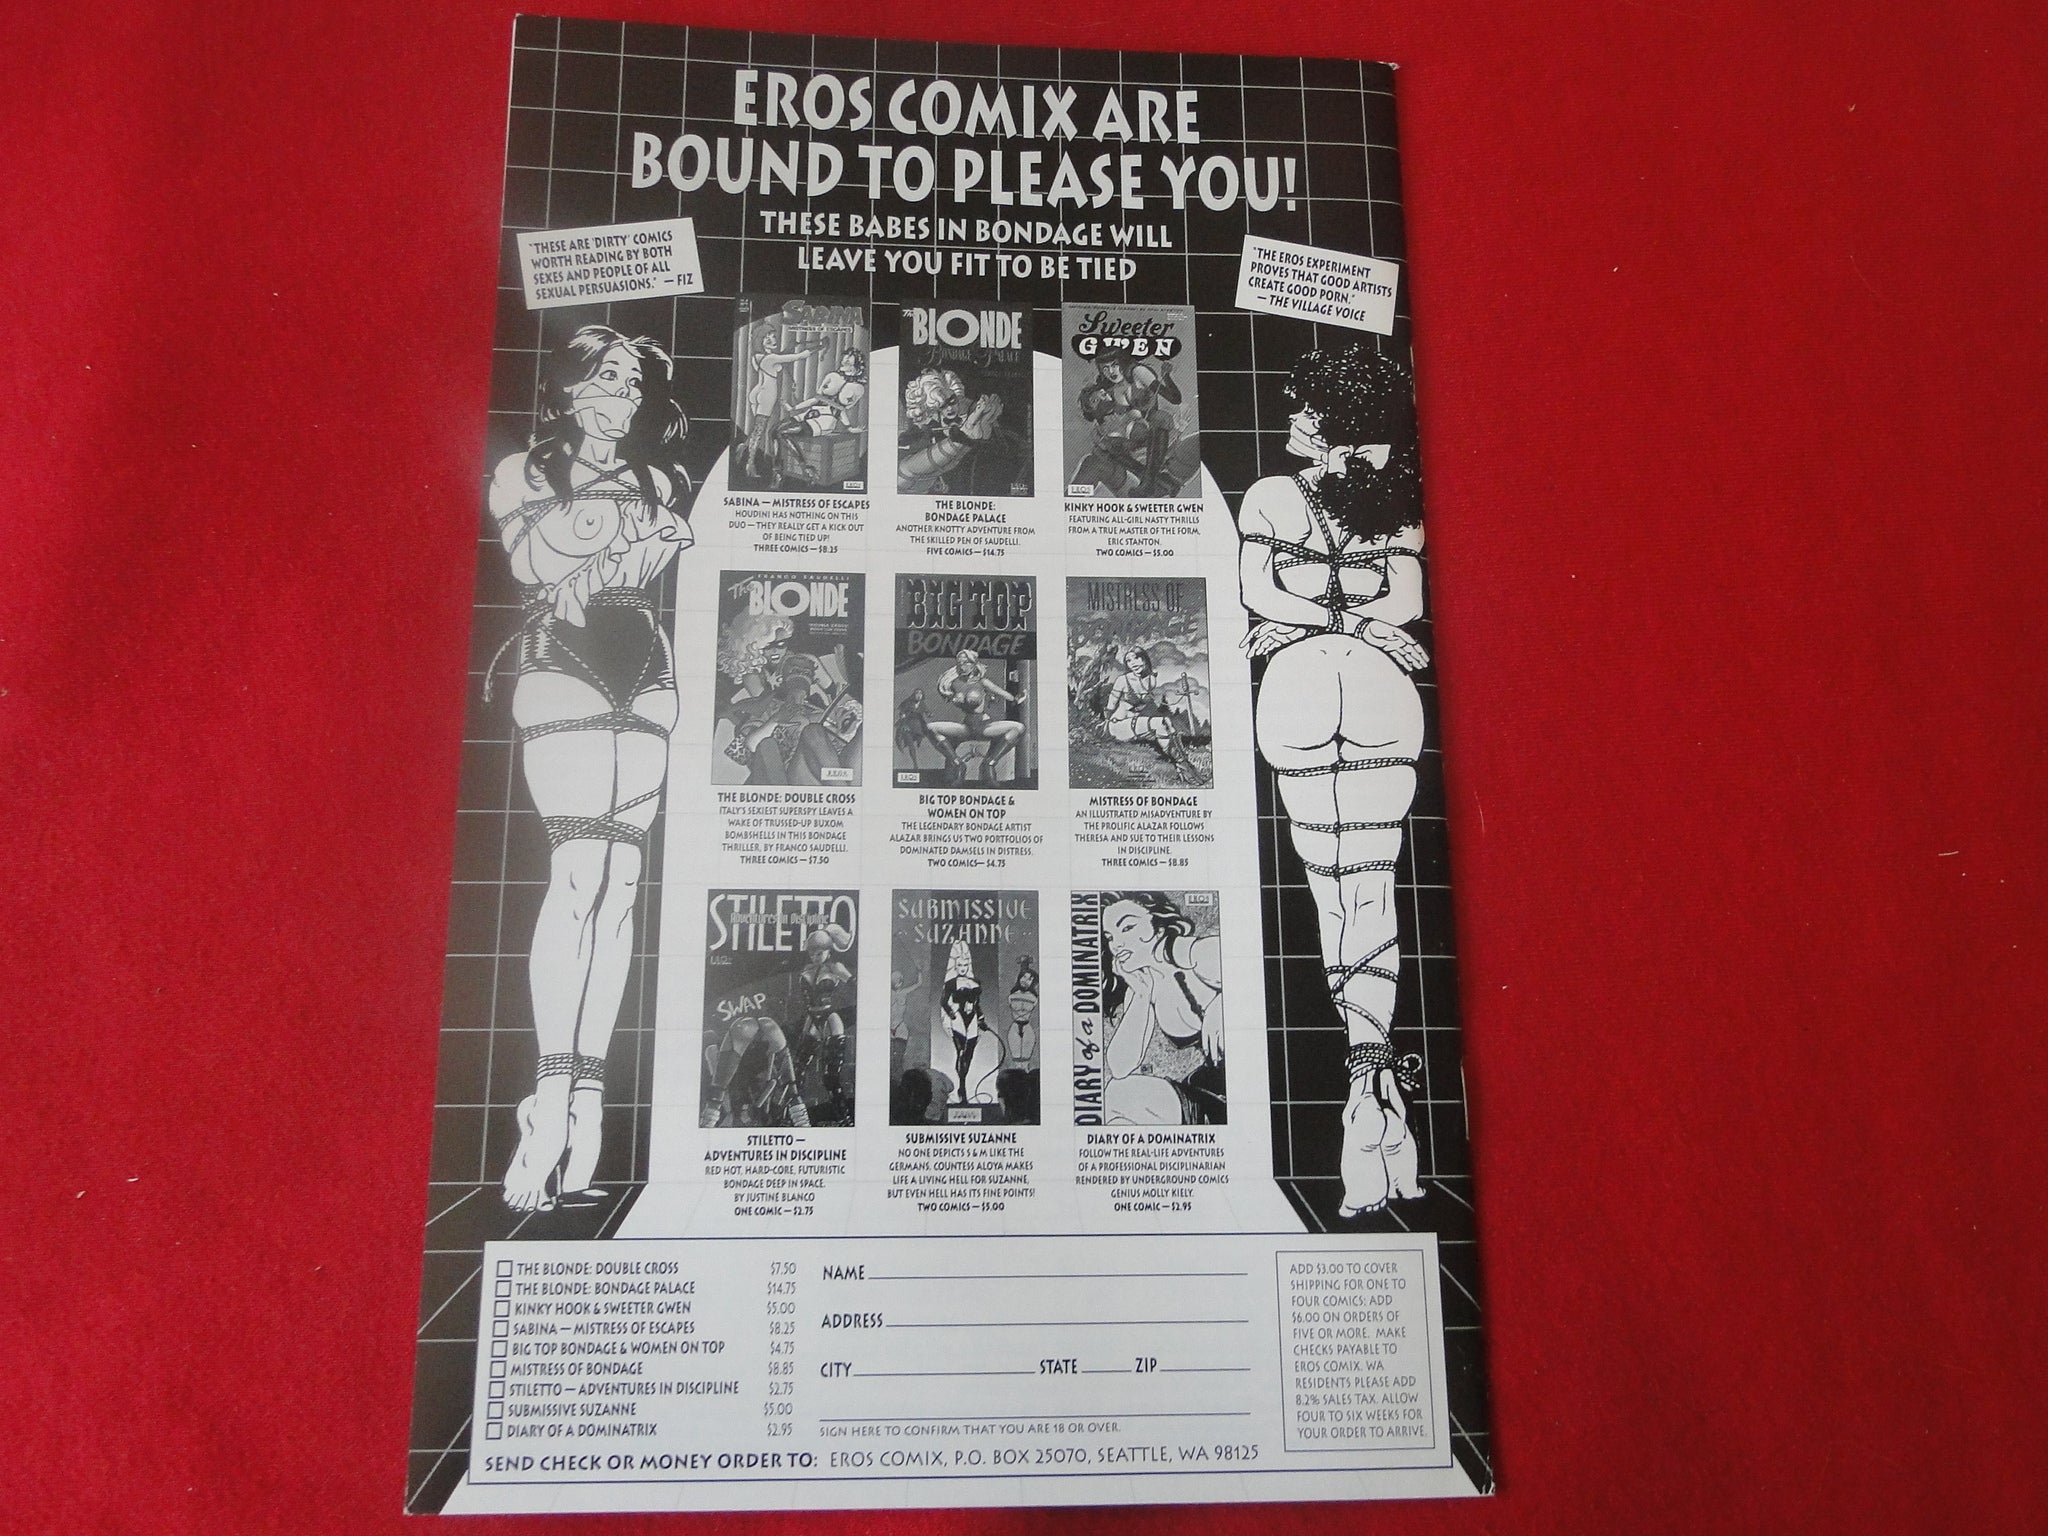 EROS COMIX ARE
BOUND TO PLEASE YOU!
THESE BABES IN BONDAGE WILL
LEAVE YOU FIT TO BE TIED
"THESE ARE 'DIRTY' COMICS
WORTH READING BY BOTH
SEXES AND PEOPLE OF ALL
SEXUAL PERSUASIONS." — FIZ
"THE EROS EXPERIMENT
PROVES THAT GOOD ARTISTS
CREATE GOOD PORN."
— THE VILLAGE VOICE
SABINA
MISTRESS OF ESCAPES
EROS
SABINA — MISTRESS OF ESCAPES
HOUDINI HAS NOTHING ON THIS
DUO — THEY REALLY GET A KICK OUT
OF BEING TIED UP!
THREE COMICS — $8.25
The
BLONDE
BONDAGE PALACE
THE BLONDE:
BONDAGE PALACE
ANOTHER KNOTTY ADVENTURE FROM
THE SKILLED PEN OF SAUDELLI.
FIVE COMICS — $14.75
Sweeter
GWEN
EROS
KINKY HOOK & SWEETER GWEN
FEATURING ALL-GIRL NASTY THRILLS
FROM A TRUE MASTER OF THE FORM,
ERIC STANTON.
TWO COMICS — $5.00
FRANCO SAUDELLI
The
BLONDE
DOUBLE CROSS
THE BLONDE: DOUBLE CROSS
ITALY'S SEXIEST SUPERSPY LEAVES A
WAKE OF TRUSSED-UP BUXOM
BOMBSHELLS IN THIS BONDAGE
THRILLER, BY FRANCO SAUDELLI.
THREE COMICS — $7.50
BIG TOP
BONDAGE
EROS
BIG TOP BONDAGE &
WOMEN ON TOP
THE LEGENDARY BONDAGE ARTIST
ALAZAR BRINGS US TWO PORTFOLIOS OF
DOMINATED DAMSELS IN DISTRESS.
TWO COMICS— $4.75
MISTRESS OF
MISTRESS OF BONDAGE
AN ILLUSTRATED MISADVENTURE BY
THE PROLIFIC ALAZAR FOLLOWS
THERESA AND SUE TO THEIR LESSONS
IN DISCIPLINE.
THREE COMICS — $8.85
STILETTO
Adventures in Discipline
SWAP
STILETTO —
ADVENTURES IN DISCIPLINE
RED HOT, HARD-CORE, FUTURISTIC
BONDAGE DEEP IN SPACE.
BY JUSTINE BLANCO
ONE COMIC — $2.75
SUBMISSIVE
SUZANNE
SUBMISSIVE SUZANNE
NO ONE DEPICTS S & M LIKE THE
GERMANS. COUNTESS ALOYA MAKES
LIFE A LIVING HELL FOR SUZANNE,
BUT EVEN HELL HAS ITS FINE POINTS!
TWO COMICS — $5.00
DIARY of a DOMINATRIX
EROS
DIARY OF A DOMINATRIX
FOLLOW THE REAL-LIFE ADVENTURES
OF A PROFESSIONAL DISCIPLINARIAN
RENDERED BY UNDERGROUND COMICS
GENIUS MOLLY KIELY.
ONE COMIC — $2.95
THE BLONDE: DOUBLE CROSS $7.50
THE BLONDE: BONDAGE PALACE $14.75
KINKY HOOK & SWEETER GWEN $5.00
SABINA — MISTRESS OF ESCAPES $8.25
BIG TOP BONDAGE & WOMEN ON TOP $4.75
MISTRESS OF BONDAGE $8.85
STILETTO — ADVENTURES IN DISCIPLINE $2.75
SUBMISSIVE SUZANNE $5.00
DIARY OF A DOMINATRIX $2.95
NAME
ADDRESS
CITY STATE ZIP
SIGN HERE TO CONFIRM THAT YOU ARE 18 OR OVER.
ADD $3.00 TO COVER
SHIPPING FOR ONE TO
FOUR COMICS; ADD
$6.00 ON ORDERS OF
FIVE OR MORE. MAKE
CHECKS PAYABLE TO
EROS COMIX. WA
RESIDENTS PLEASE ADD
8.2% SALES TAX. ALLOW
FOUR TO SIX WEEKS FOR
YOUR ORDER TO ARRIVE.
SEND CHECK OR MONEY ORDER TO: EROS COMIX, P.O. BOX 25070, SEATTLE, WA 98125